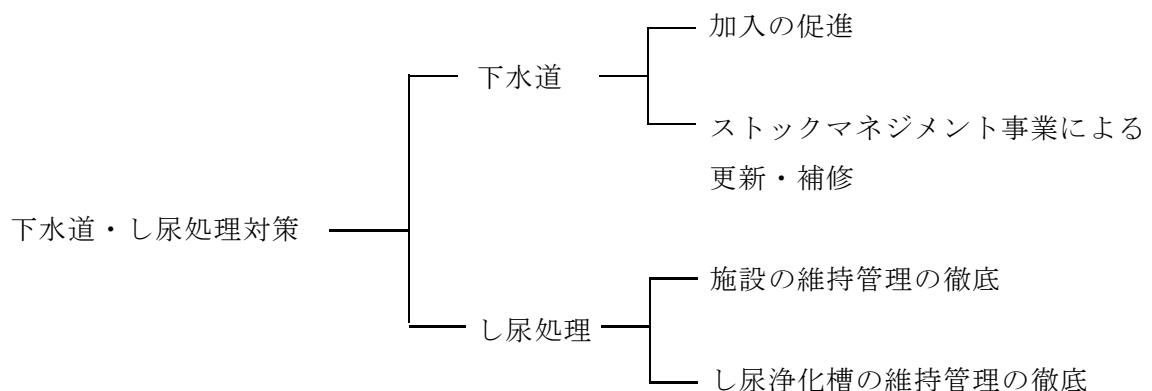 加入の促進
下水道
ストックマネジメント事業による
更新・補修
下水道・し尿処理対策
施設の維持管理の徹底
し尿処理
し尿浄化槽の維持管理の徹底